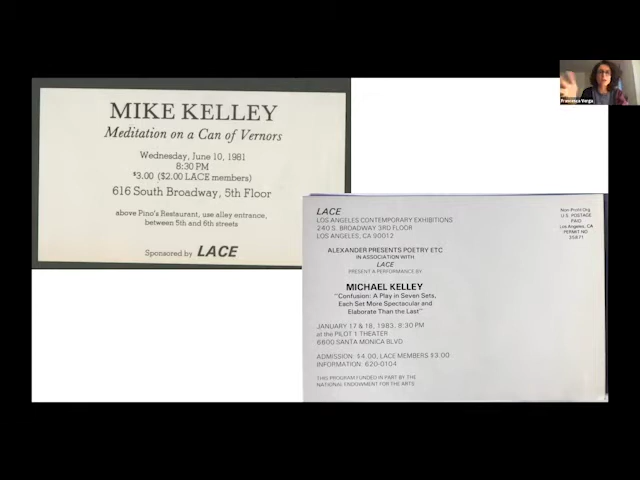 MIKE KELLEY
Meditation on a Can of Vernors
Wednesday, June 10, 1981
8:30 PM
$3.00 ($2.00 LACE members)
616 South Broadway, 5th Floor
above Pino's Restaurant, use alley entrance,
between 5th and 6th streets
Sponsored by LACE
LACE
LOS ANGELES CONTEMPORARY EXHIBITIONS
240 S. BROADWAY 3RD FLOOR
LOS ANGELES, CA 90012
Non-Profit Org.
U.S. POSTAGE
PAID
Los Angeles, CA
PERMIT NO
ALEXANDER PRESENTS POETRY ETC
IN ASSOCIATION WITH
LACE
PRESENT A PERFORMANCE BY
MICHAEL KELLEY
"Confusion: A Play in Seven Sets,
Each Set More Spectacular and
Elaborate Than the Last"
JANUARY 17 & 18, 1983, 8:30 PM
at the PILOT 1 THEATER
6600 SANTA MONICA BLVD
ADMISSION: $4.00, LACE MEMBERS $3.00
INFORMATION: 620-0104
THIS PROGRAM FUNDED IN PART BY THE
NATIONAL ENDOWMENT FOR THE ARTS
Francesca Verga